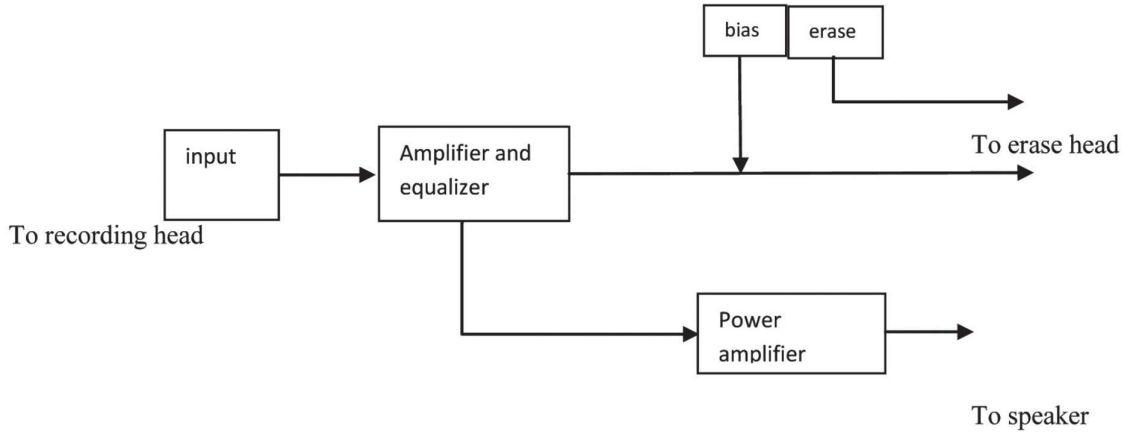 bias
erase
To erase head
input
Amplifier and
equalizer
To recording head
Power
amplifier
To speaker